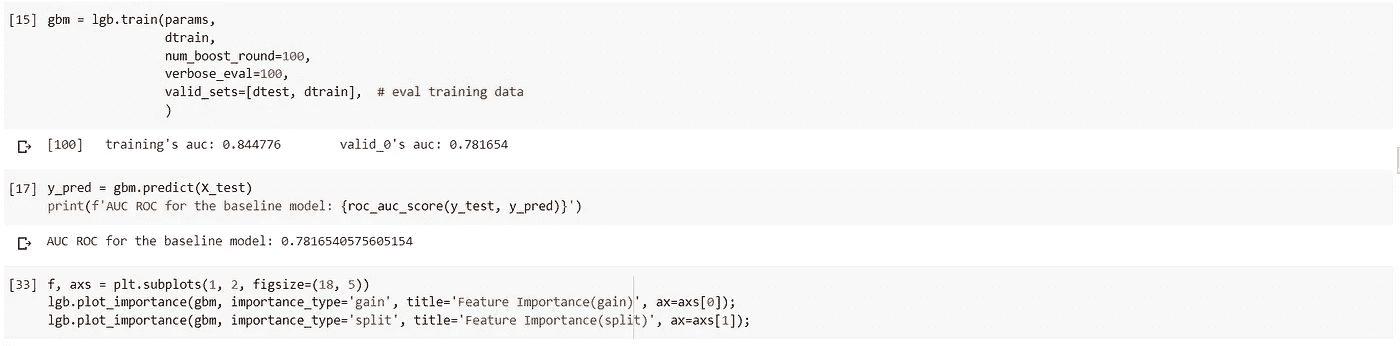 [15] gbm = lgb.train(params,
dtrain,
num_boost_round=100,
verbose_eval=100,
valid_sets=[dtest, dtrain],  # eval training data
)
[100]   training's auc: 0.844776        valid_0's auc: 0.781654
[17] y_pred = gbm.predict(X_test)
print(f'AUC ROC for the baseline model: {roc_auc_score(y_test, y_pred)}')
AUC ROC for the baseline model: 0.7816540575605154
[33] f, axs = plt.subplots(1, 2, figsize=(18, 5))
lgb.plot_importance(gbm, importance_type='gain', title='Feature Importance(gain)', ax=axs[0]);
lgb.plot_importance(gbm, importance_type='split', title='Feature Importance(split)', ax=axs[1]);